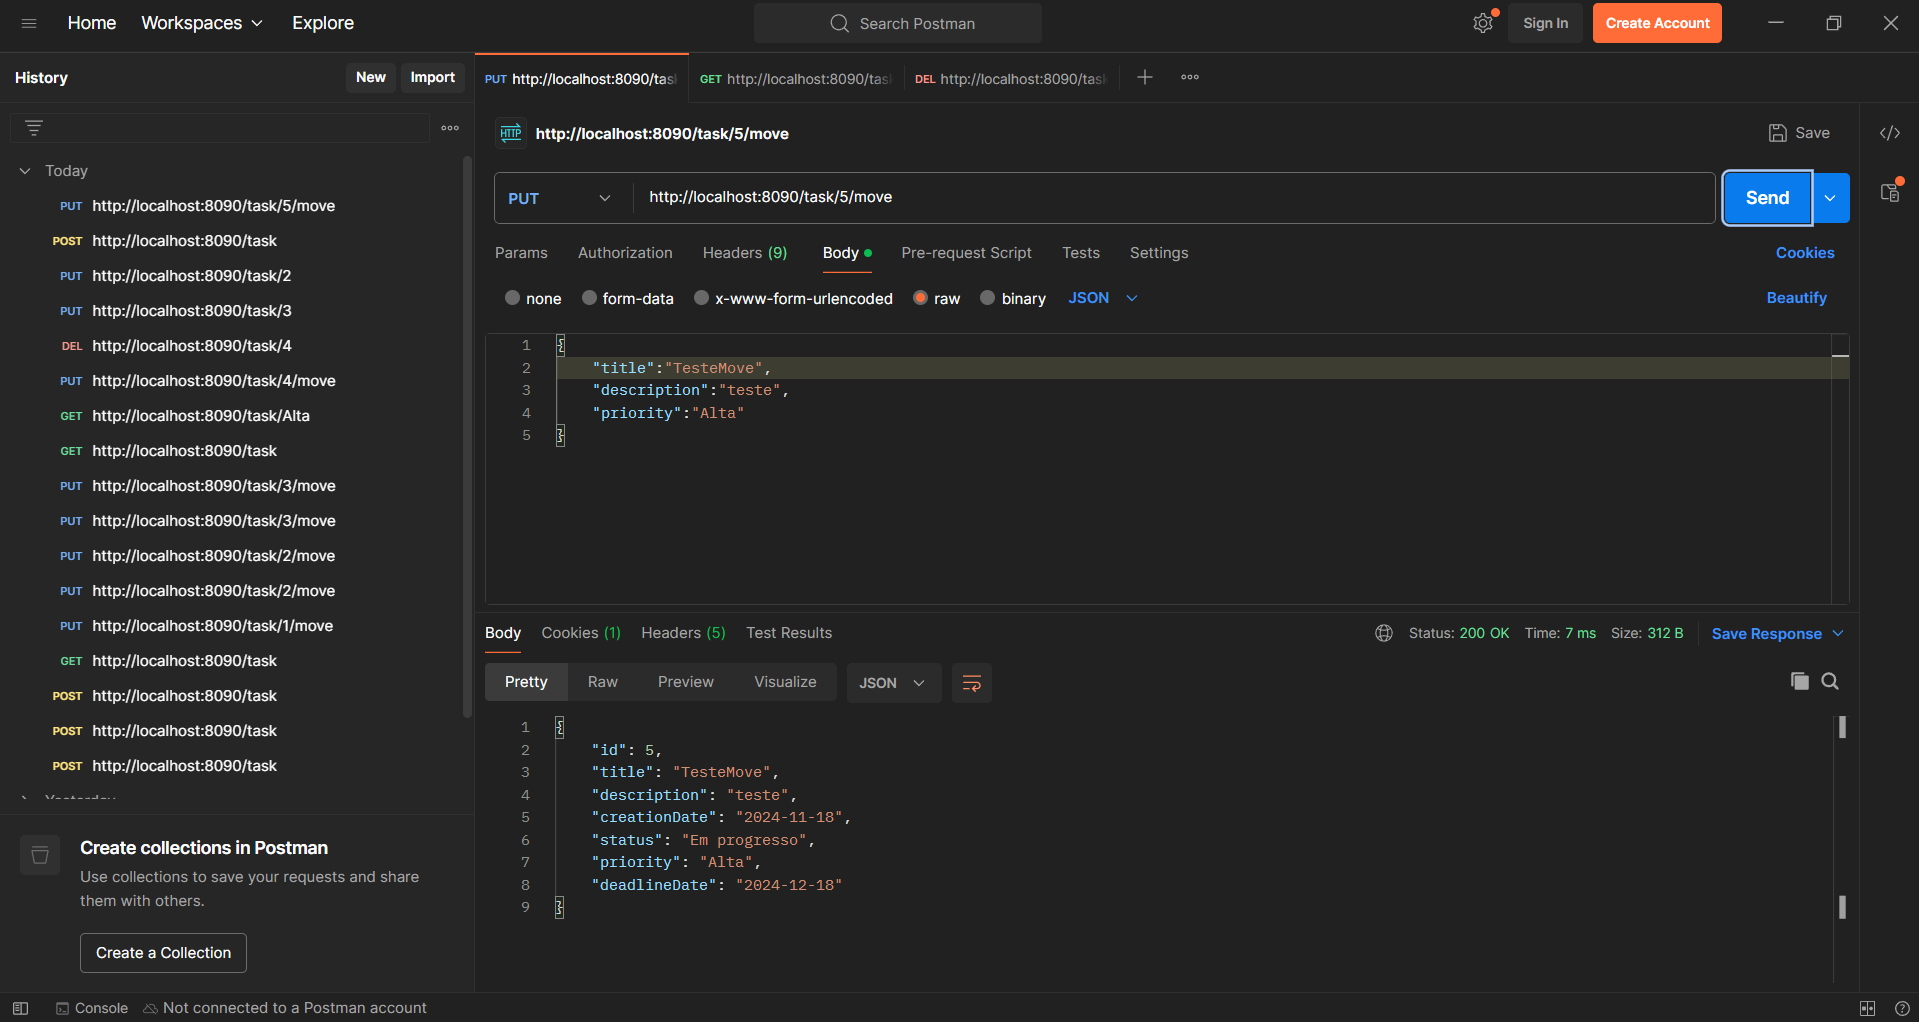 Home Workspaces Explore Search Postman Sign In Create Account
History New Import
PUT http://localhost:8090/tas GET http://localhost:8090/tas DEL http://localhost:8090/tas
HTTP http://localhost:8090/task/5/move Save
Today
PUT http://localhost:8090/task/5/move
POST http://localhost:8090/task
PUT http://localhost:8090/task/2
PUT http://localhost:8090/task/3
DEL http://localhost:8090/task/4
PUT http://localhost:8090/task/4/move
GET http://localhost:8090/task/Alta
GET http://localhost:8090/task
PUT http://localhost:8090/task/3/move
PUT http://localhost:8090/task/3/move
PUT http://localhost:8090/task/2/move
PUT http://localhost:8090/task/2/move
PUT http://localhost:8090/task/1/move
GET http://localhost:8090/task
POST http://localhost:8090/task
POST http://localhost:8090/task
POST http://localhost:8090/task
Yesterday
Create collections in Postman
Use collections to save your requests and share
them with others.
Create a Collection
PUT http://localhost:8090/task/5/move Send
Params Authorization Headers (9) Body Pre-request Script Tests Settings Cookies
none form-data x-www-form-urlencoded raw binary JSON Beautify
1 {
2 "title":"TesteMove",
3 "description":"teste",
4 "priority":"Alta"
5 }
Body Cookies (1) Headers (5) Test Results Status: 200 OK Time: 7 ms Size: 312 B Save Response
Pretty Raw Preview Visualize JSON
1 {
2 "id": 5,
3 "title": "TesteMove",
4 "description": "teste",
5 "creationDate": "2024-11-18",
6 "status": "Em progresso",
7 "priority": "Alta",
8 "deadlineDate": "2024-12-18"
9 }
Console Not connected to a Postman account